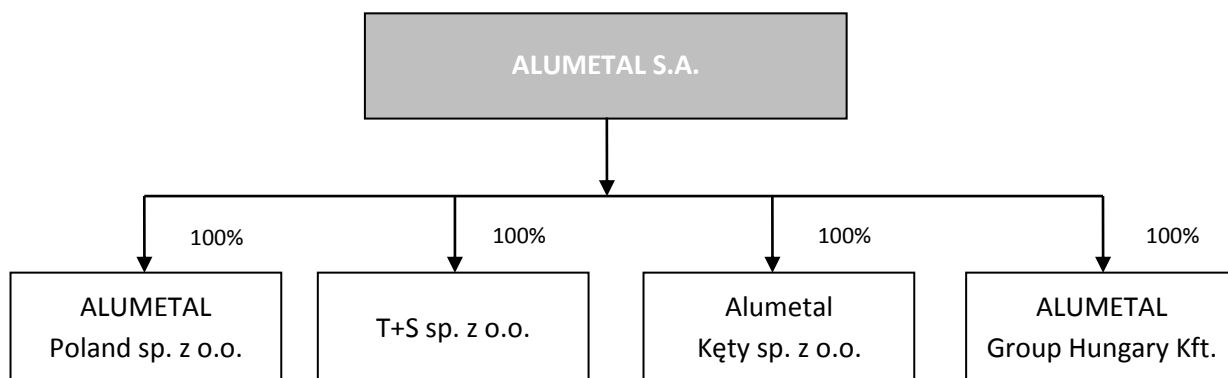 ALUMETAL S.A.
100%
100%
100%
100%
ALUMETAL
Poland sp. z o.o.
T+S sp. z o.o.
Alumetal
Kęty sp. z o.o.
ALUMETAL
Group Hungary Kft.